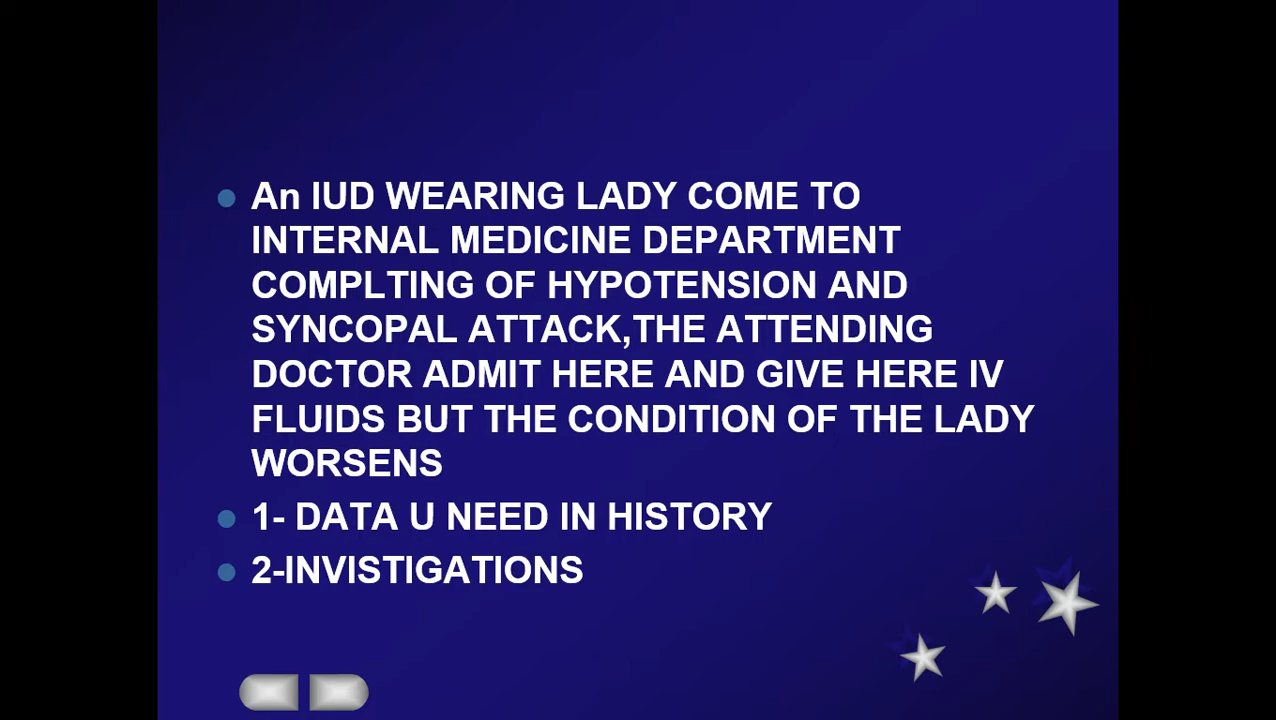 An IUD WEARING LADY COME TO
INTERNAL MEDICINE DEPARTMENT
COMPLTING OF HYPOTENSION AND
SYNCOPAL ATTACK,THE ATTENDING
DOCTOR ADMIT HERE AND GIVE HERE IV
FLUIDS BUT THE CONDITION OF THE LADY
WORSENS
1- DATA U NEED IN HISTORY
2-INVISTIGATIONS